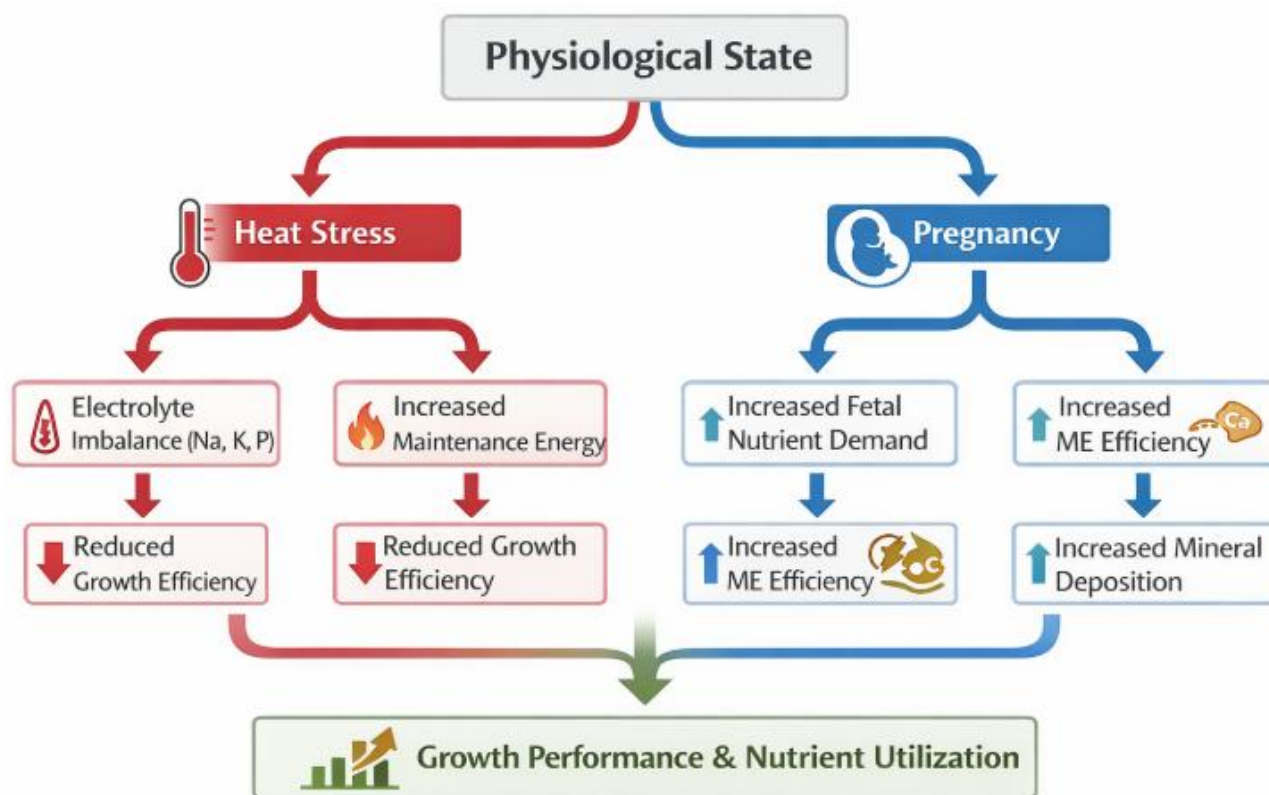 Physiological State
Heat Stress
Pregnancy
Electrolyte
Imbalance (Na, K, P)
Increased
Maintenance Energy
Increased Fetal
Nutrient Demand
Increased
ME Efficiency
Ca
Reduced
Growth Efficiency
Reduced Growth
Efficiency
Increased
ME Efficiency
Increased Mineral
Deposition
Growth Performance & Nutrient Utilization